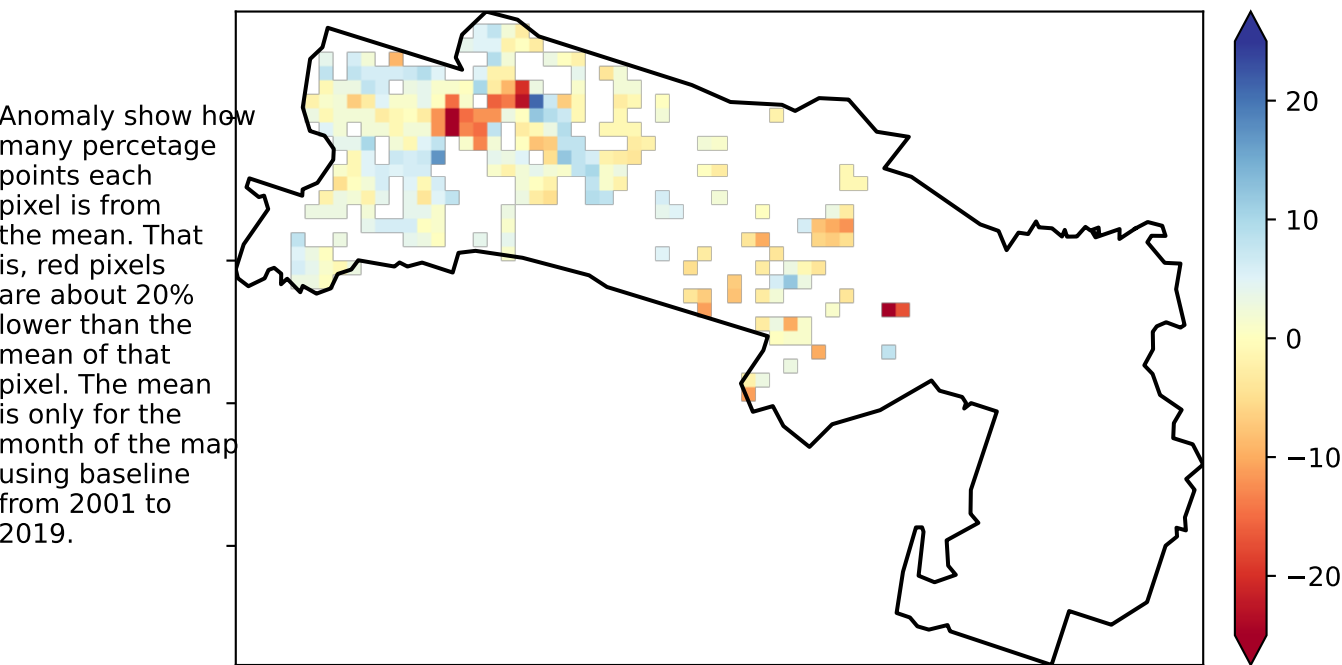 Anomaly show how
many percetage
points each
pixel is from
the mean. That
is, red pixels
are about 20%
lower than the
mean of that
pixel. The mean
is only for the
month of the map
using baseline
from 2001 to
2019.
20
10
0
−10
−20